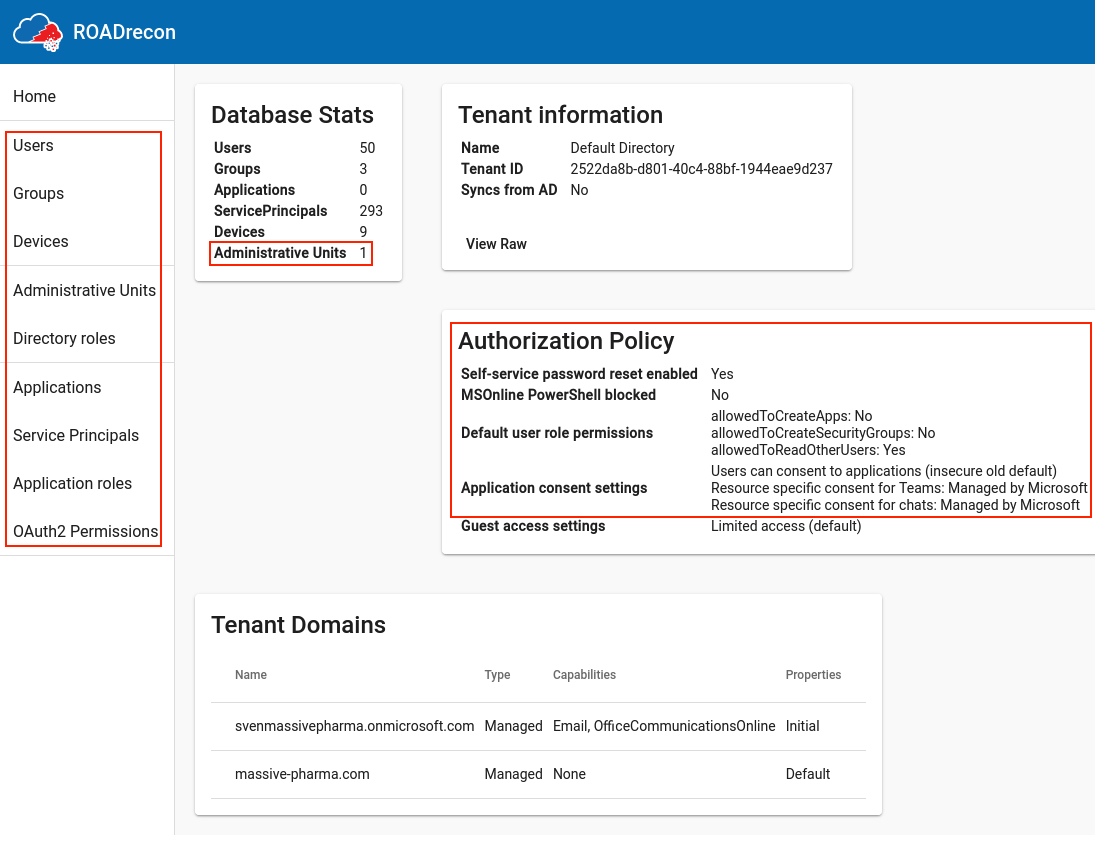 ROADrecon
Home
Users
Groups
Devices
Administrative Units
Directory roles
Applications
Service Principals
Application roles
OAuth2 Permissions
Database Stats
Users 50
Groups 3
Applications 0
ServicePrincipals 293
Devices 9
Administrative Units 1
Tenant information
Name Default Directory
Tenant ID 2522da8b-d801-40c4-88bf-1944eae9d237
Syncs from AD No
View Raw
Authorization Policy
Self-service password reset enabled Yes
MSOnline PowerShell blocked No
Default user role permissions
allowedToCreateApps: No
allowedToCreateSecurityGroups: No
allowedToReadOtherUsers: Yes
Application consent settings
Users can consent to applications (insecure old default)
Resource specific consent for Teams: Managed by Microsoft
Resource specific consent for chats: Managed by Microsoft
Guest access settings Limited access (default)
Tenant Domains
Name Type Capabilities Properties
svenmassivepharma.onmicrosoft.com Managed Email, OfficeCommunicationsOnline Initial
massive-pharma.com Managed None Default